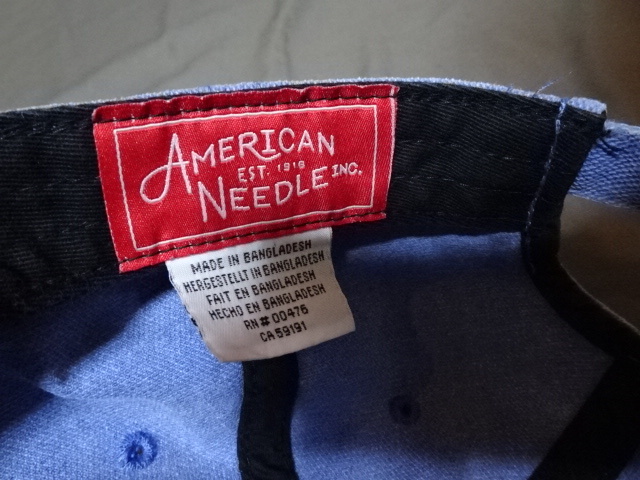 AMERICAN
EST. 1918
NEEDLE INC.
MADE IN BANGLADESH
HERGESTELLT IN BANGLADESH
FAIT EN BANGLADESH
HECHO EN BANGLADESH
RN# 00476
CA 59191